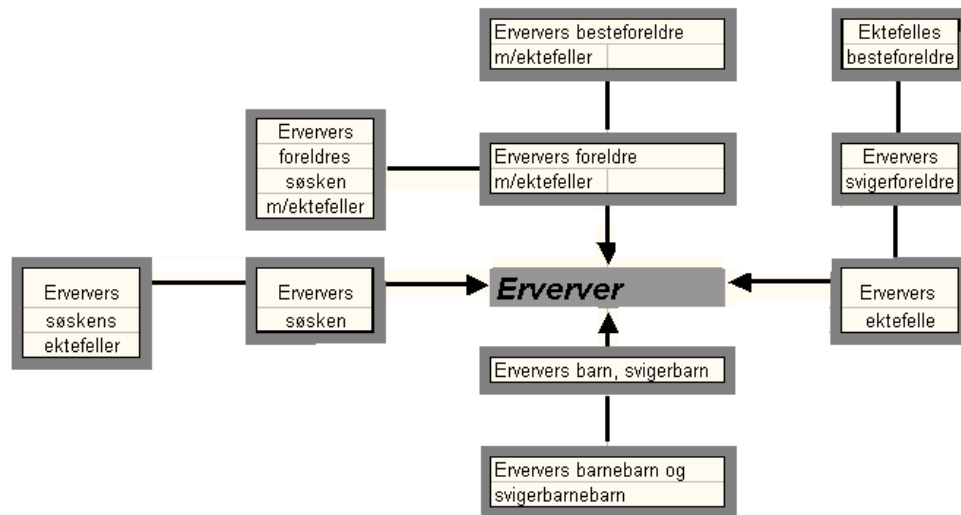 Erververs besteforeldre
m/ektefeller
Ektefelles
besteforeldre
Erververs
foreldres
søsken
m/ektefeller
Erververs foreldre
m/ektefeller
Erververs
svigerforeldre
Erververs
søskens
ektefeller
Erververs
søsken
Erverver
Erververs
ektefelle
Erververs barn, svigerbarn
Erververs barnebarn og
svigerbarnebarn